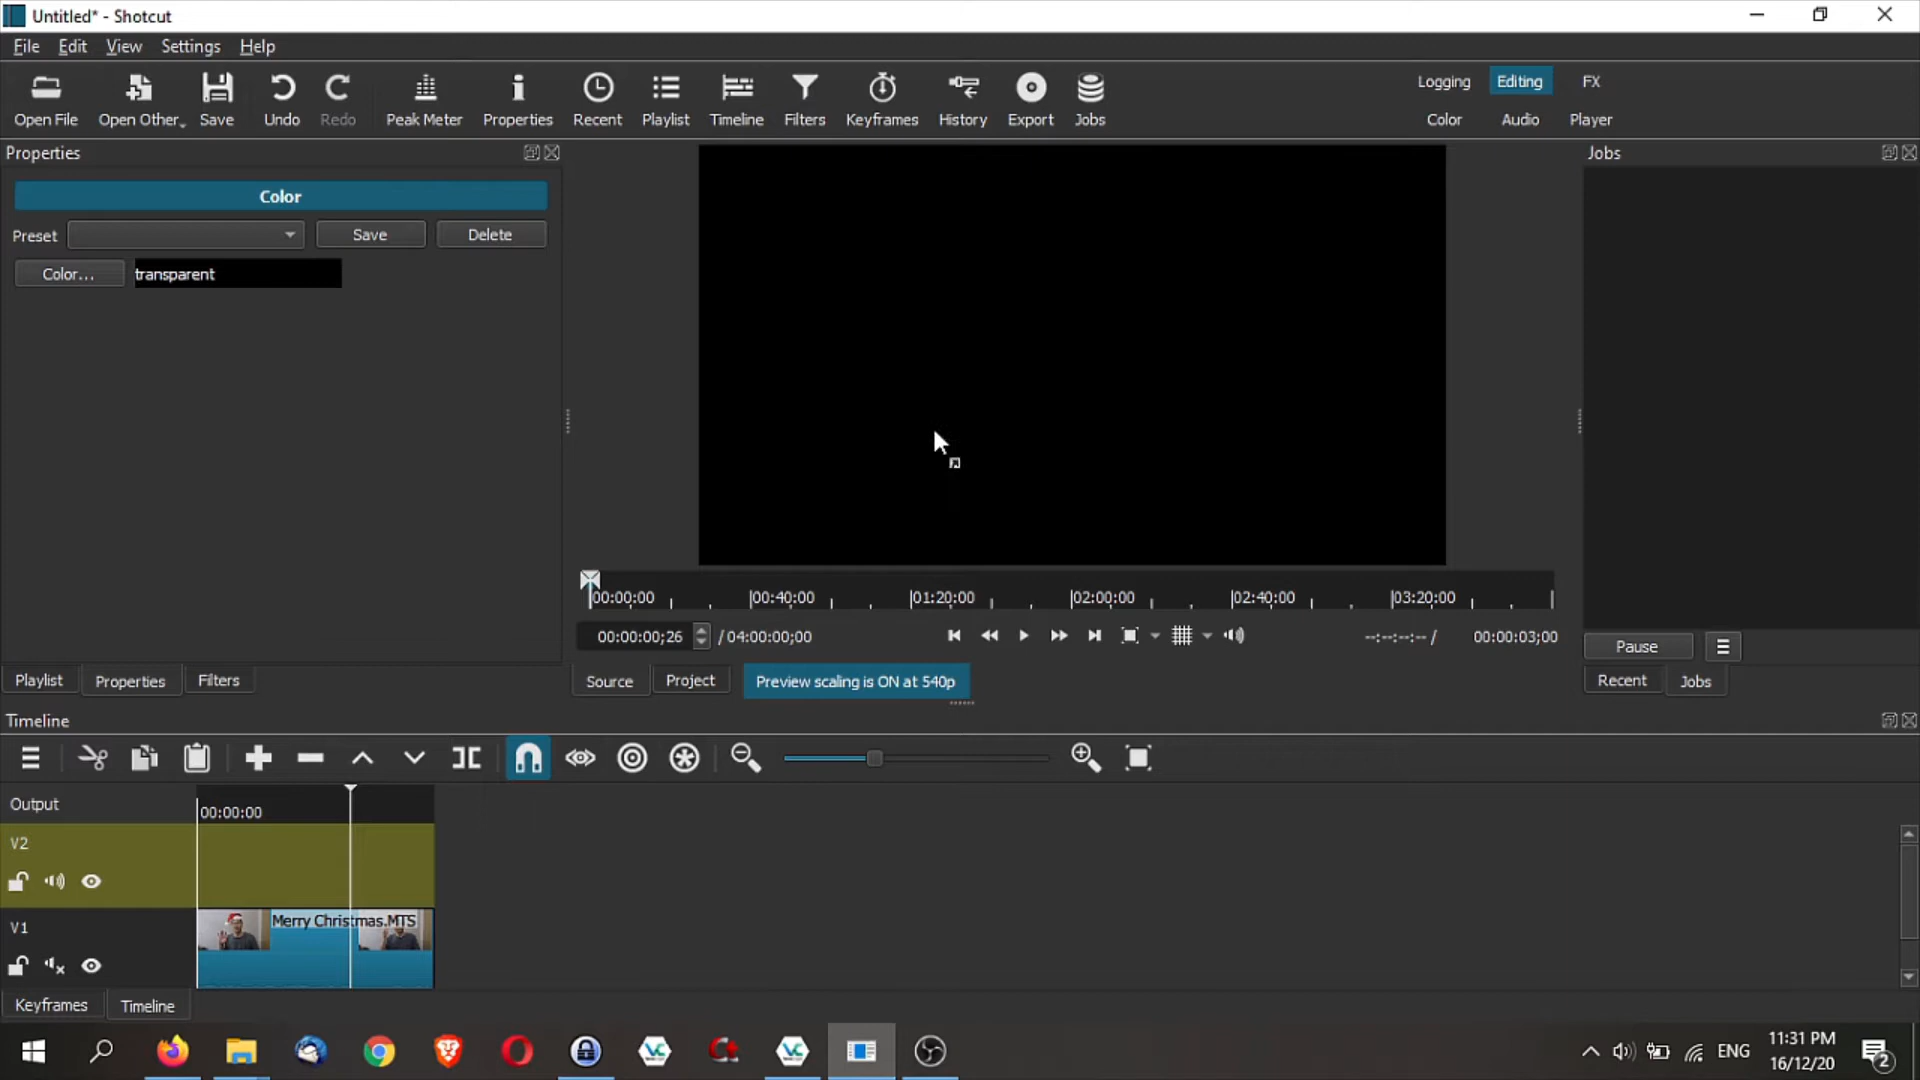 Untitled* - Shotcut
File Edit View Settings Help
Open File Open Other Save Undo Redo Peak Meter Properties Recent Playlist Timeline Filters Keyframes History Export Jobs
Logging Editing FX
Color Audio Player
Properties
Color
Preset Save Delete
Color... transparent
Jobs
00:00:00 00:40:00 01:20:00 02:00:00 02:40:00 03:20:00
00:00:00;26 / 04:00:00;00 --:--:--:-- / 00:00:03;00
Pause
Playlist Properties Filters
Source Project Preview scaling is ON at 540p
Recent Jobs
Timeline
Output 00:00:00
V2
V1 Merry Christmas.MTS
Keyframes Timeline
ENG 11:31 PM
16/12/20 2